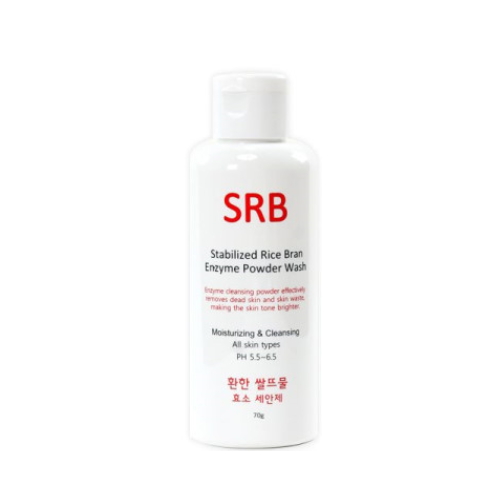 SRB
Stabilized Rice Bran
Enzyme Powder Wash
Enzyme cleansing powder effectively
removes dead skin and skin waste,
making the skin tone brighter.
Moisturizing & Cleansing
All skin types
PH 5.5~6.5
환한 쌀뜨물
효소 세안제
70g